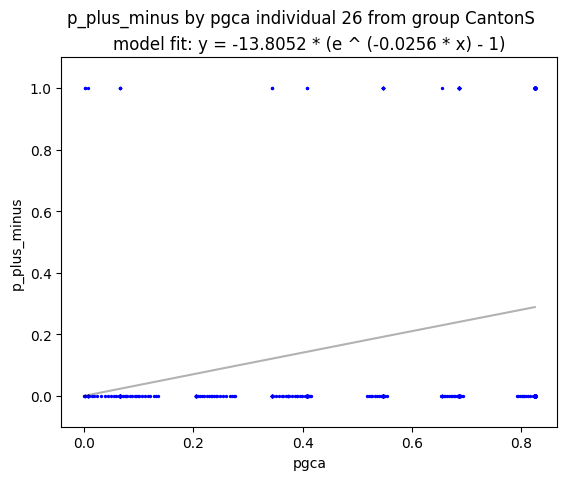 p_plus_minus by pgca individual 26 from group CantonS
model fit: y = -13.8052 * (e ^ (-0.0256 * x) - 1)
1.0
0.8
0.6
0.4
0.2
0.0
p_plus_minus
0.0 0.2 0.4 0.6 0.8
pgca